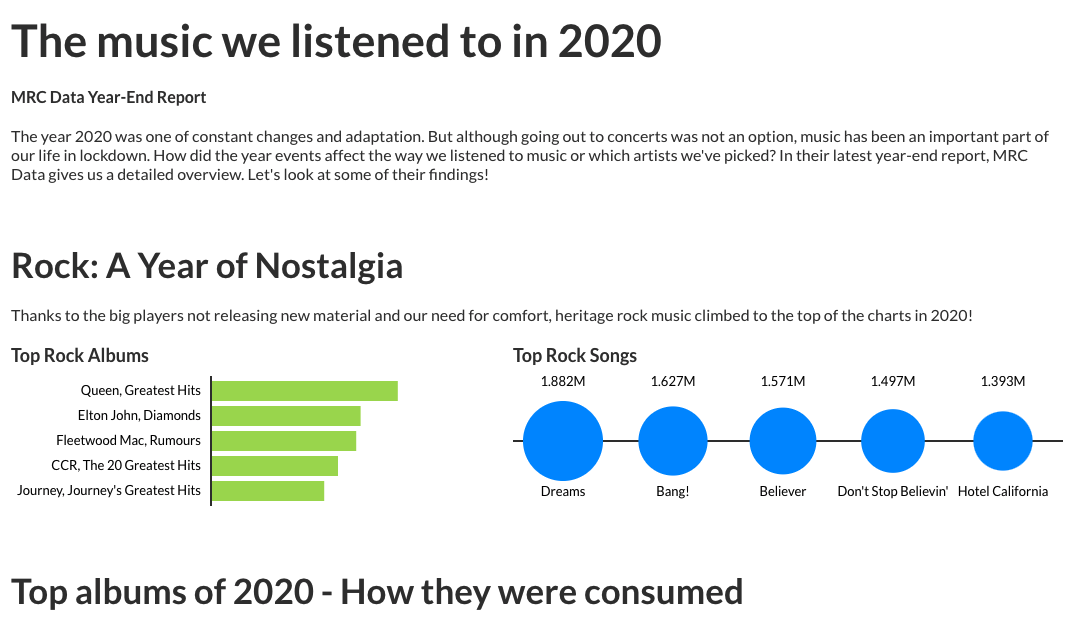 The music we listened to in 2020
MRC Data Year-End Report
The year 2020 was one of constant changes and adaptation. But although going out to concerts was not an option, music has been an important part of
our life in lockdown. How did the year events affect the way we listened to music or which artists we've picked? In their latest year-end report, MRC
Data gives us a detailed overview. Let's look at some of their findings!
Rock: A Year of Nostalgia
Thanks to the big players not releasing new material and our need for comfort, heritage rock music climbed to the top of the charts in 2020!
Top Rock Albums
Queen, Greatest Hits
Elton John, Diamonds
Fleetwood Mac, Rumours
CCR, The 20 Greatest Hits
Journey, Journey's Greatest Hits
Top Rock Songs
1.882M 1.627M 1.571M 1.497M 1.393M
Dreams Bang! Believer Don't Stop Believin' Hotel California
Top albums of 2020 - How they were consumed